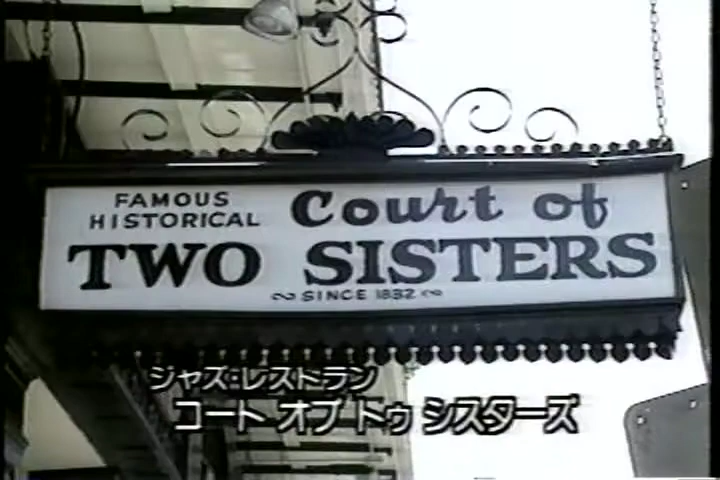 FAMOUS
HISTORICAL
Court of
TWO SISTERS
SINCE 1832
ジャズ・レストラン
コート オブ トゥ シスターズ